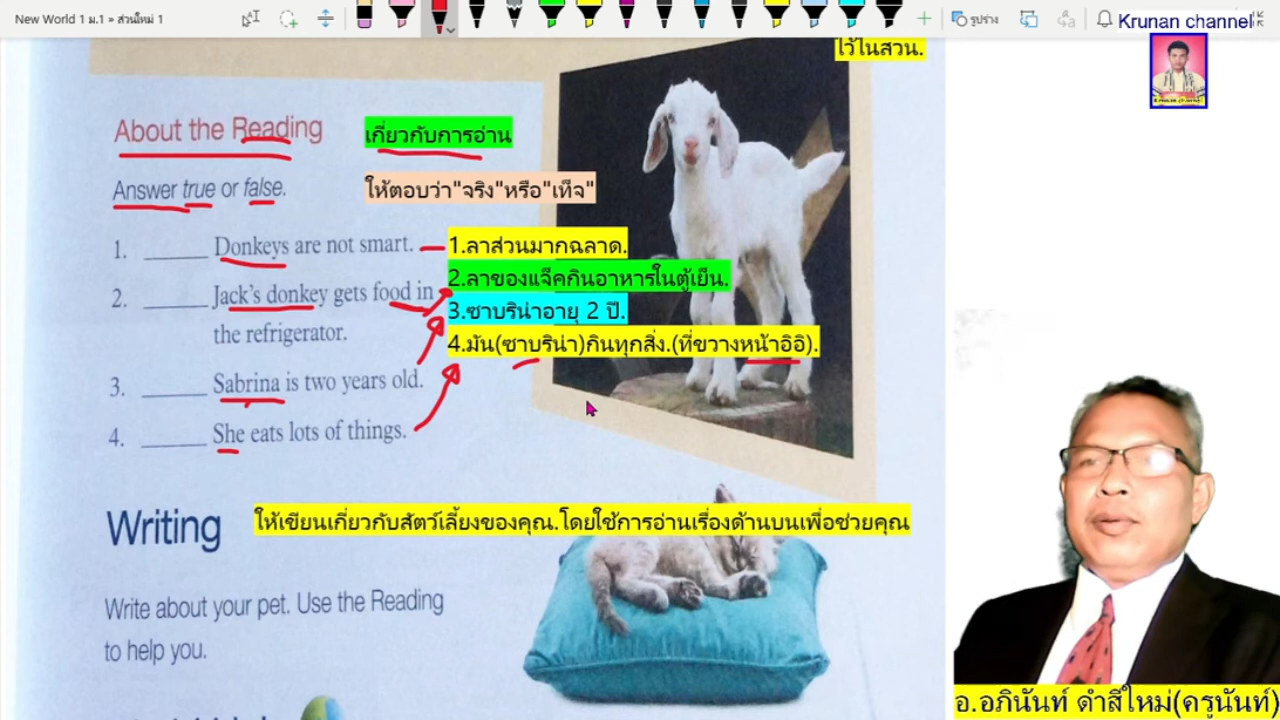 New World 1 ม.1 » ส่วนใหม่ 1
รูปร่าง
Krunan channel
ไว้ในสวน.
About the Reading
เกี่ยวกับการอ่าน
Answer true or false.
ให้ตอบว่า"จริง"หรือ"เท็จ"
1. ______ Donkeys are not smart.
1.ลาส่วนมากฉลาด.
2. ______ Jack's donkey gets food in
the refrigerator.
2.ลาของแจ็คกินอาหารในตู้เย็น.
3.ซาบริน่าอายุ 2 ปี.
4.มัน(ซาบริน่า)กินทุกสิ่ง.(ที่ขวางหน้าอิอิ).
3. ______ Sabrina is two years old.
4. ______ She eats lots of things.
Writing
ให้เขียนเกี่ยวกับสัตว์เลี้ยงของคุณ.โดยใช้การอ่านเรื่องด้านบนเพื่อช่วยคุณ
Write about your pet. Use the Reading
to help you.
อ.อภินันท์ ดำสีใหม่(ครูนันท์)